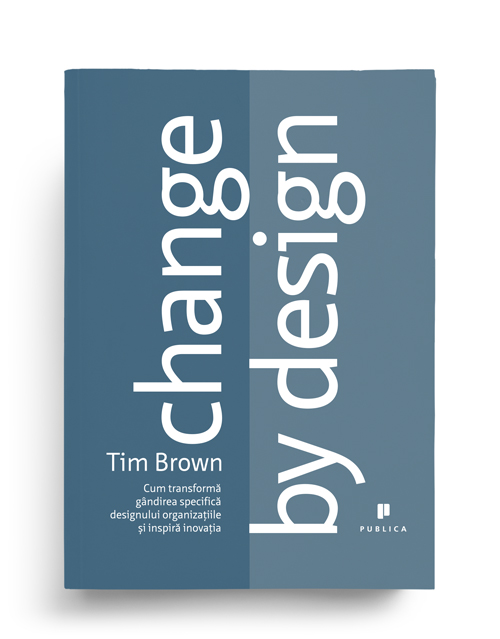 change
by design
Tim Brown
Cum transformă
gândirea specifică
designului organizațiile
și inspiră inovația
PUBLICA